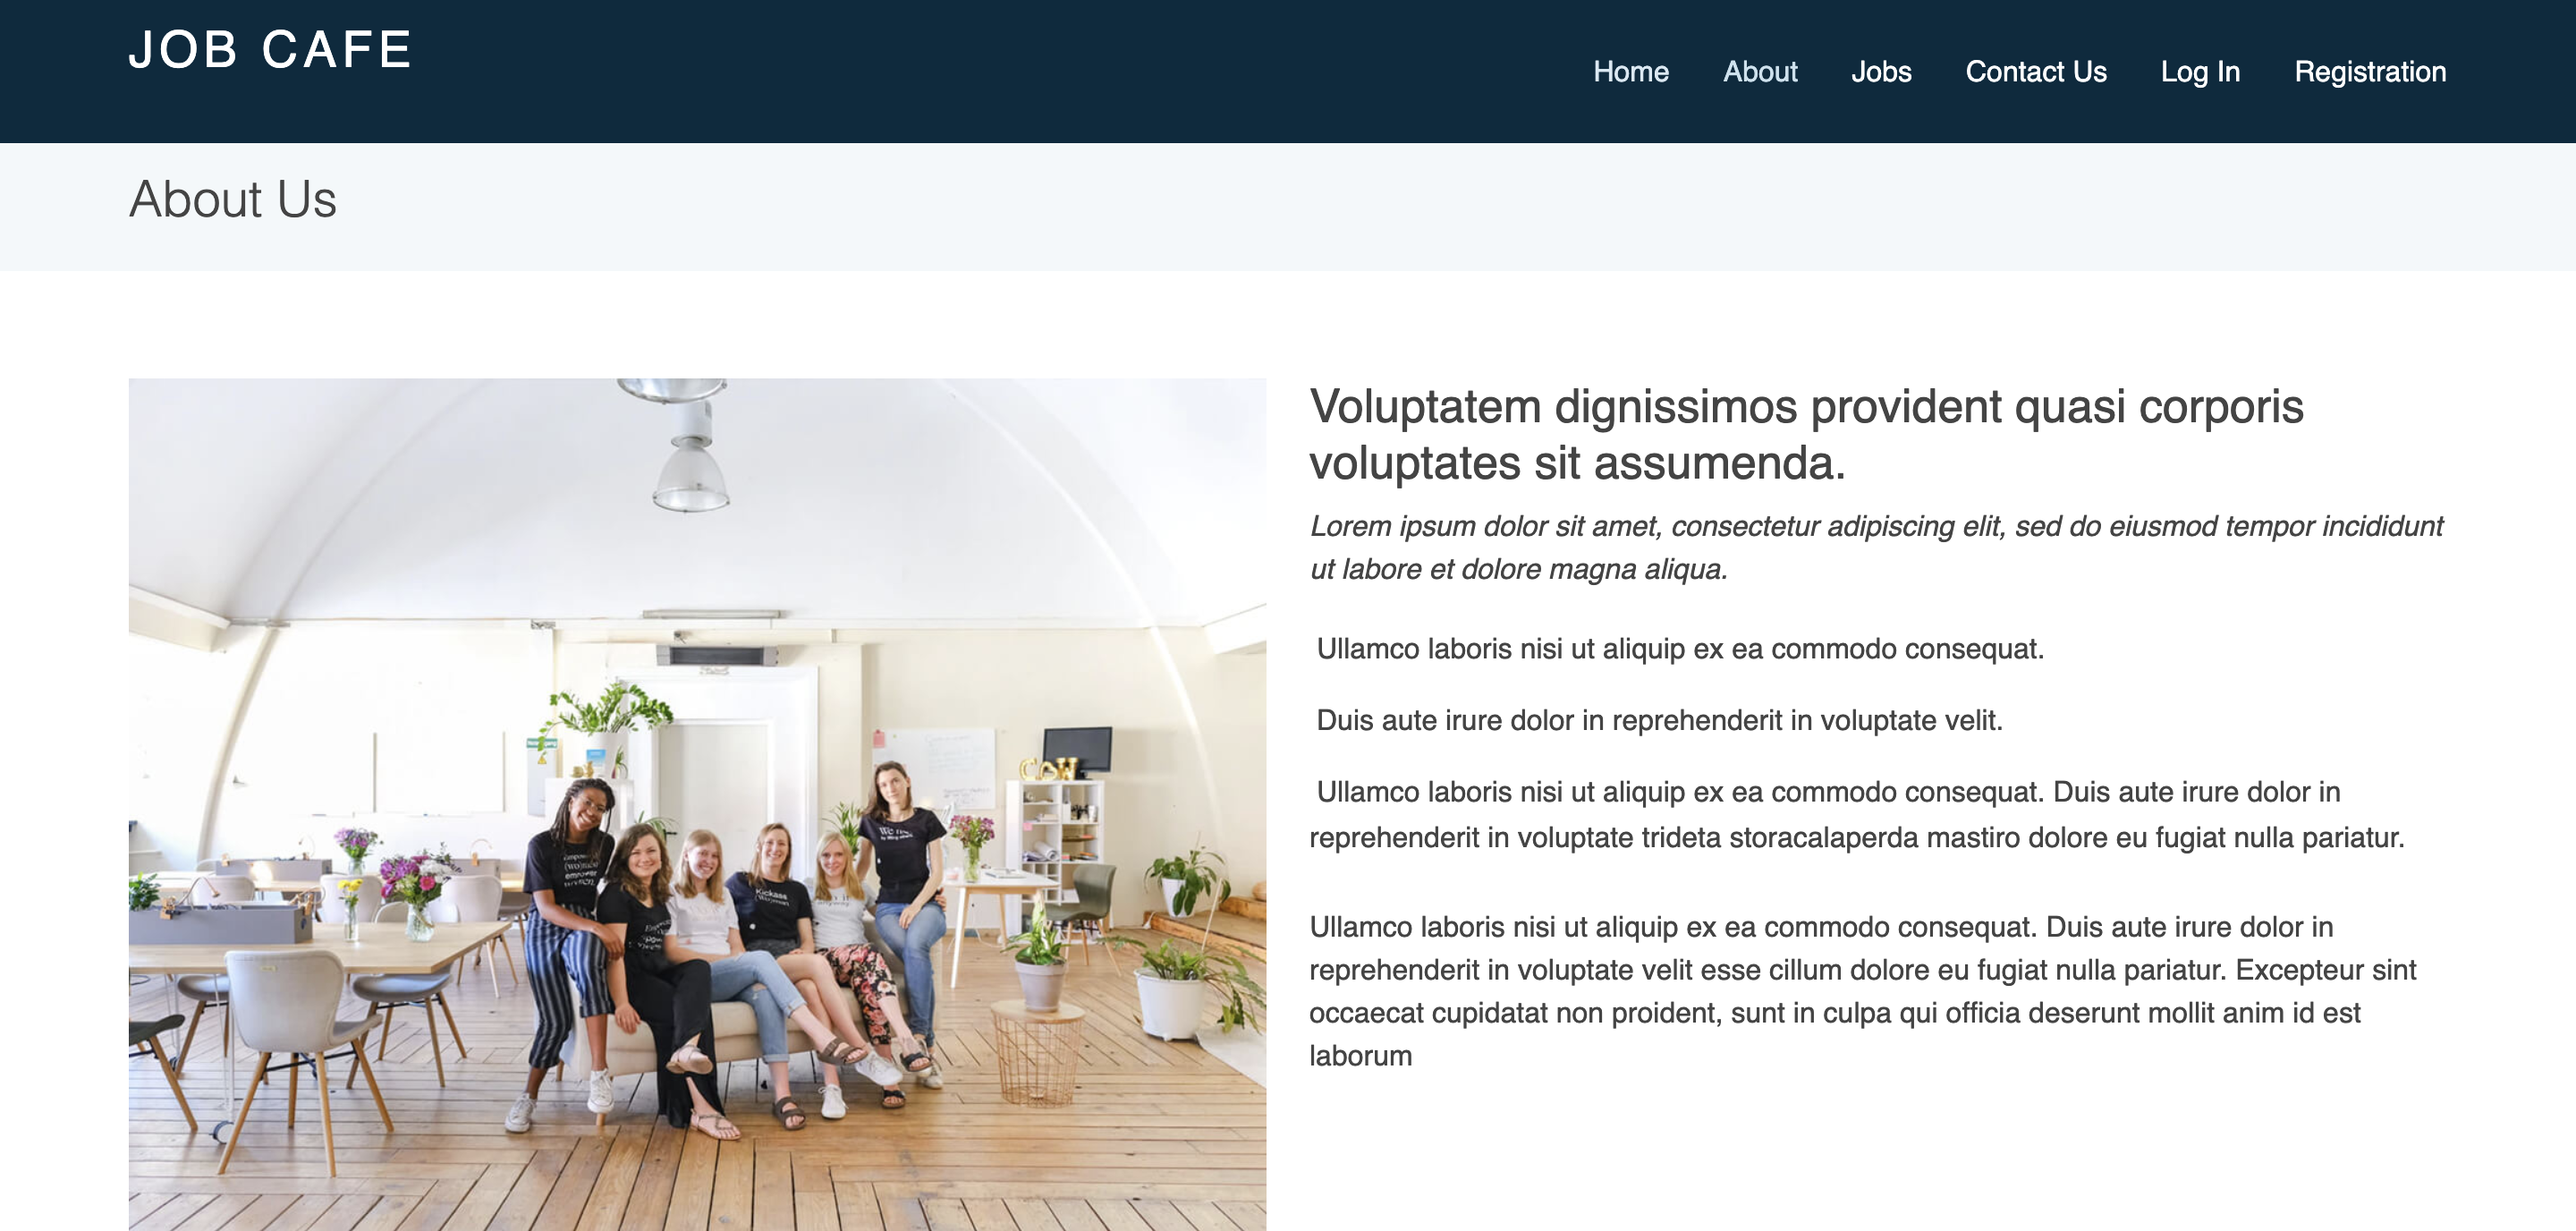 JOB CAFE
Home About Jobs Contact Us Log In Registration
About Us
Voluptatem dignissimos provident quasi corporis
voluptates sit assumenda.
Lorem ipsum dolor sit amet, consectetur adipiscing elit, sed do eiusmod tempor incididunt
ut labore et dolore magna aliqua.
Ullamco laboris nisi ut aliquip ex ea commodo consequat.
Duis aute irure dolor in reprehenderit in voluptate velit.
Ullamco laboris nisi ut aliquip ex ea commodo consequat. Duis aute irure dolor in
reprehenderit in voluptate trideta storacalaperda mastiro dolore eu fugiat nulla pariatur.
Ullamco laboris nisi ut aliquip ex ea commodo consequat. Duis aute irure dolor in
reprehenderit in voluptate velit esse cillum dolore eu fugiat nulla pariatur. Excepteur sint
occaecat cupidatat non proident, sunt in culpa qui officia deserunt mollit anim id est
laborum
Kickass